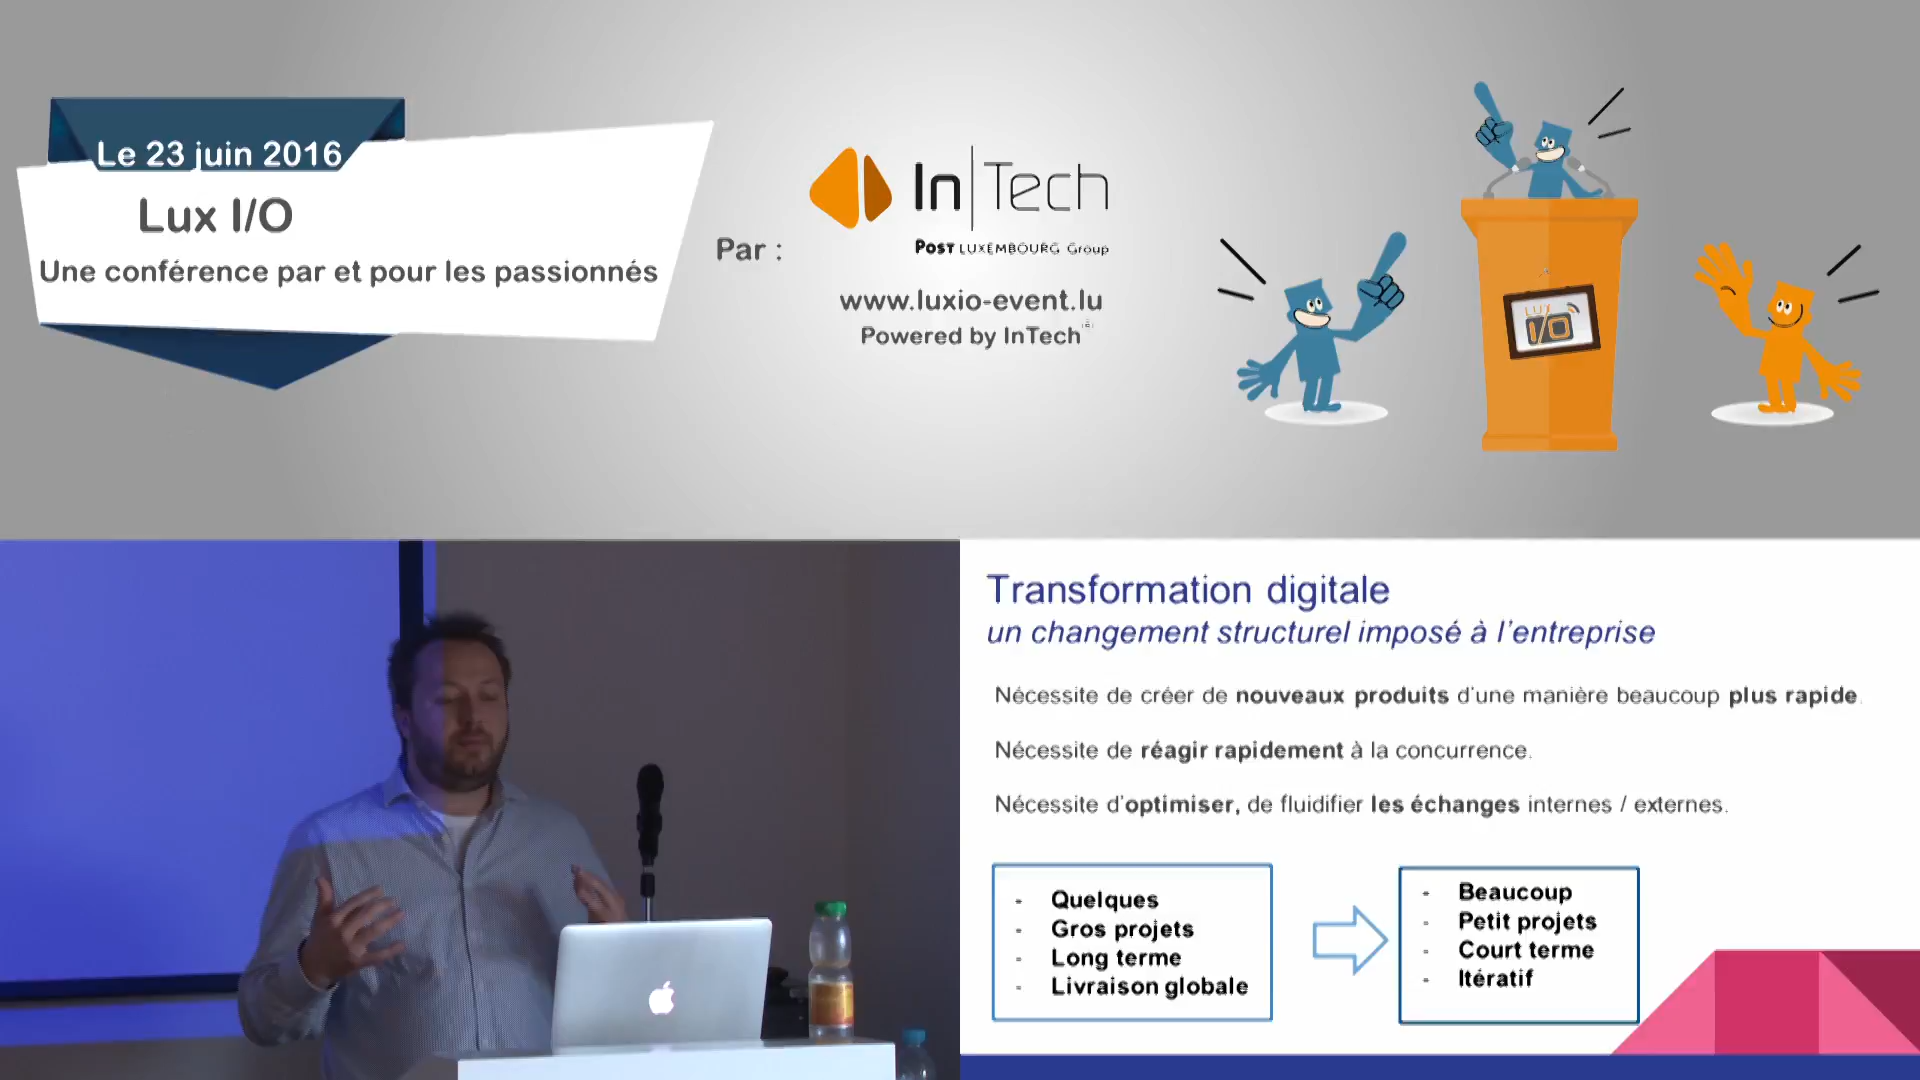 Le 23 juin 2016
Lux I/O
Une conférence par et pour les passionnés
Par :
In|Tech
POST LUXEMBOURG Group
www.luxio-event.lu
Powered by InTech
LUX
I/O
Transformation digitale
un changement structurel imposé à l'entreprise
Nécessite de créer de nouveaux produits d'une manière beaucoup plus rapide.
Nécessite de réagir rapidement à la concurrence.
Nécessite d'optimiser, de fluidifier les échanges internes / externes.
- Quelques
- Gros projets
- Long terme
- Livraison globale
- Beaucoup
- Petit projets
- Court terme
- Itératif